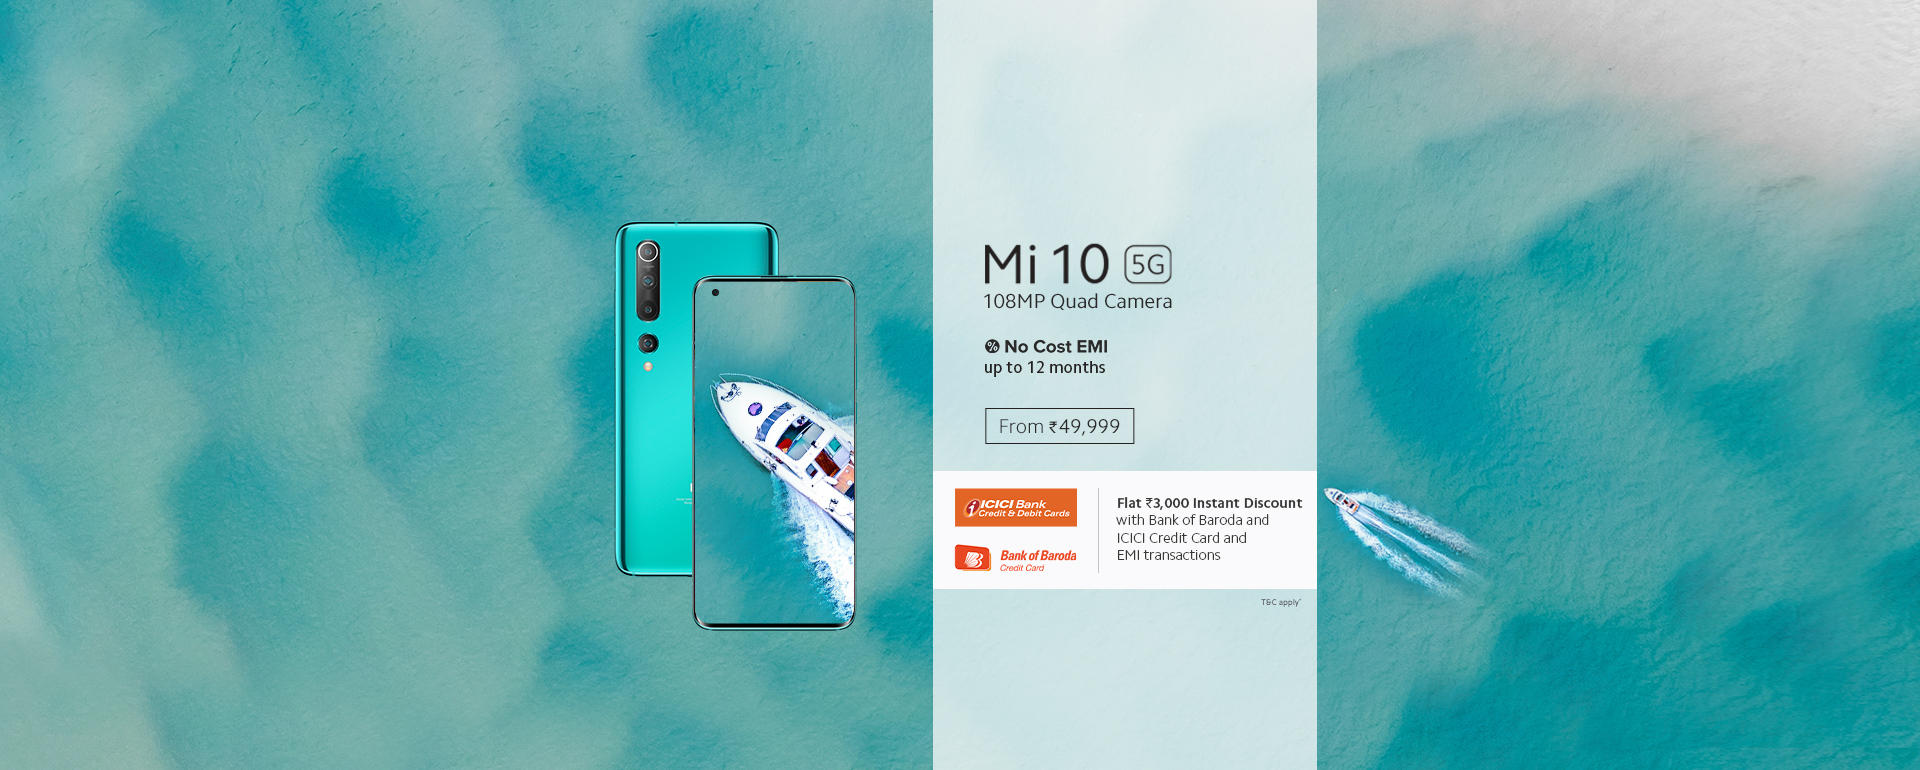 Mi 10 5G
108MP Quad Camera
% No Cost EMI
up to 12 months
From ₹49,999
ICICI Bank
Credit & Debit Cards
Bank of Baroda
Credit Card
Flat ₹3,000 Instant Discount
with Bank of Baroda and
ICICI Credit Card and
EMI transactions
T&C apply*